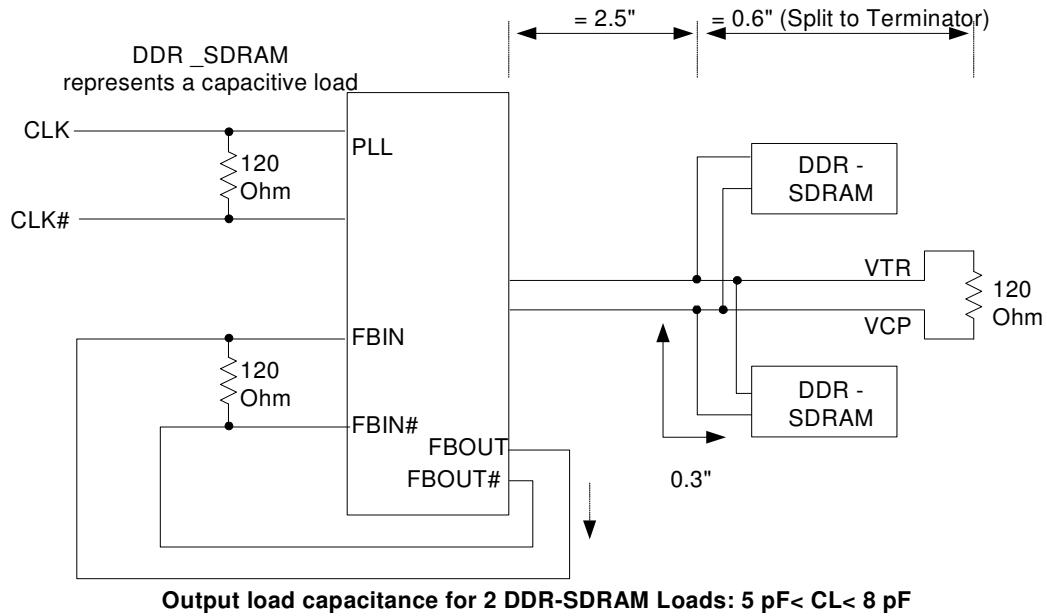 = 2.5"
= 0.6" (Split to Terminator)
DDR _SDRAM
represents a capacitive load
CLK
PLL
120
Ohm
CLK#
DDR -
SDRAM
VTR
120
Ohm
VCP
FBIN
120
Ohm
FBIN#
DDR -
SDRAM
FBOUT
FBOUT#
0.3"
Output load capacitance for 2 DDR-SDRAM Loads: 5 pF< CL< 8 pF